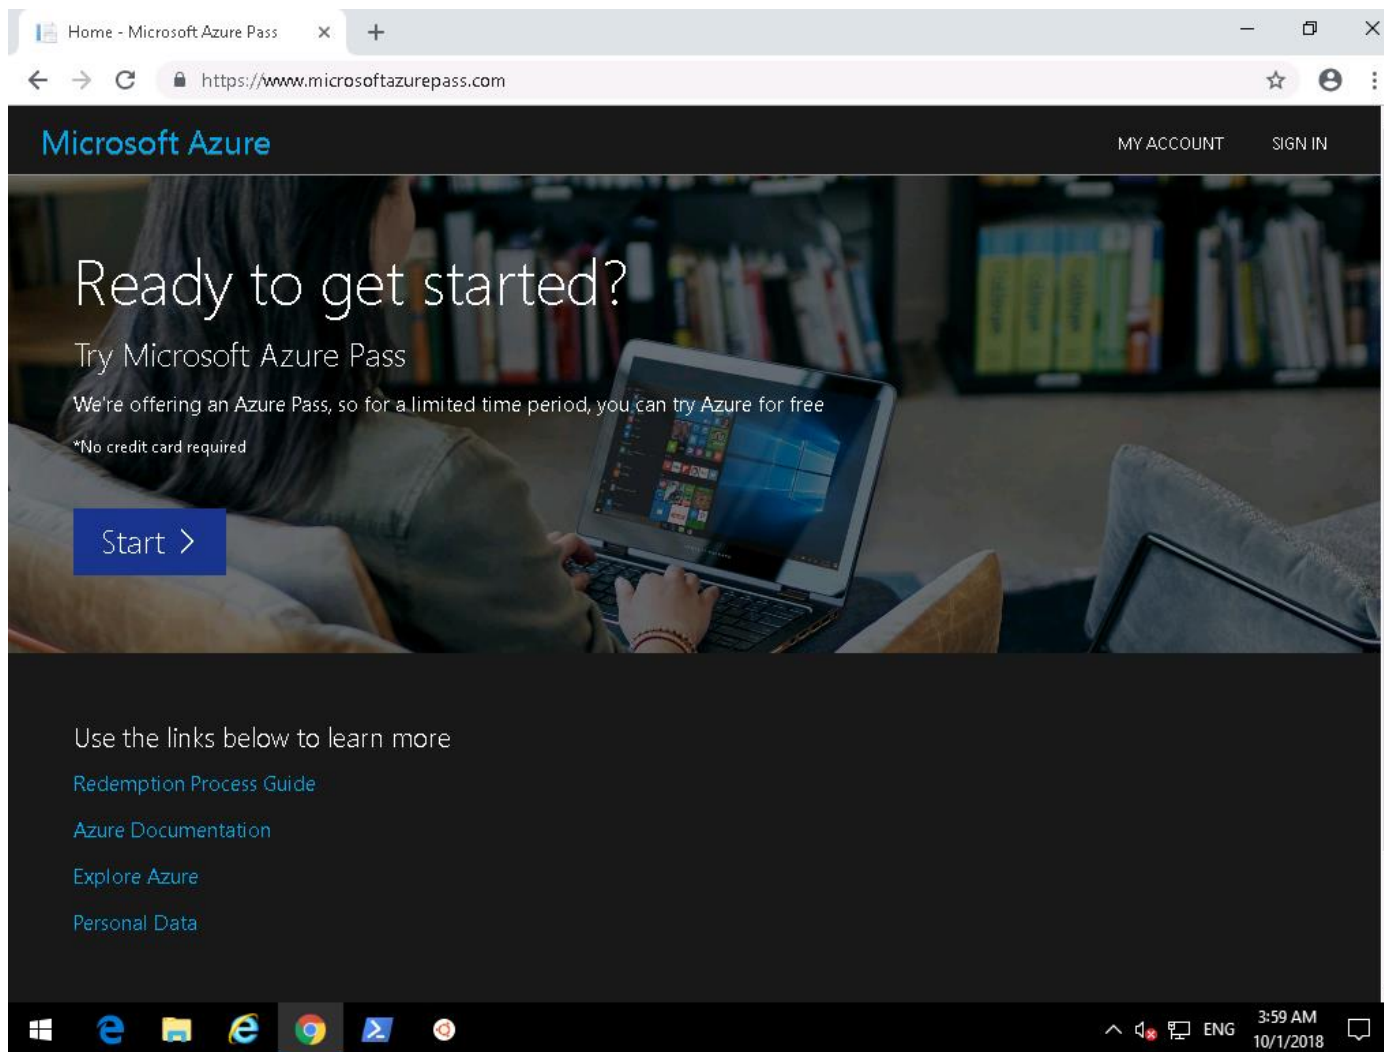 Home - Microsoft Azure Pass
https://www.microsoftazurepass.com
Microsoft Azure
MY ACCOUNT
SIGN IN
Ready to get started?
Try Microsoft Azure Pass
We're offering an Azure Pass, so for a limited time period, you can try Azure for free
*No credit card required
Start
Use the links below to learn more
Redemption Process Guide
Azure Documentation
Explore Azure
Personal Data
ENG
3:59 AM
10/1/2018